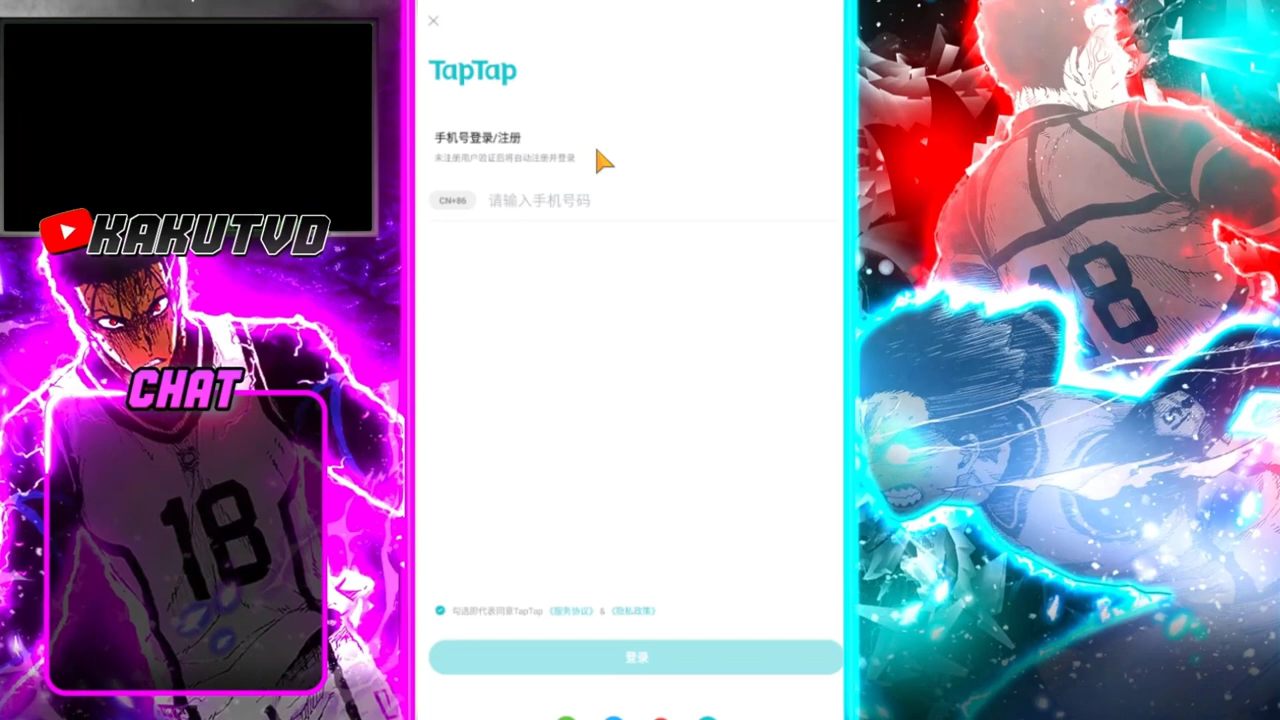 TapTap
手机号登录/注册
未注册用户验证后将自动注册并登录
CN+86
请输入手机号码
KAKUTVD
CHAT
18
18
勾选即代表同意TapTap 《服务协议》 & 《隐私政策》
登录